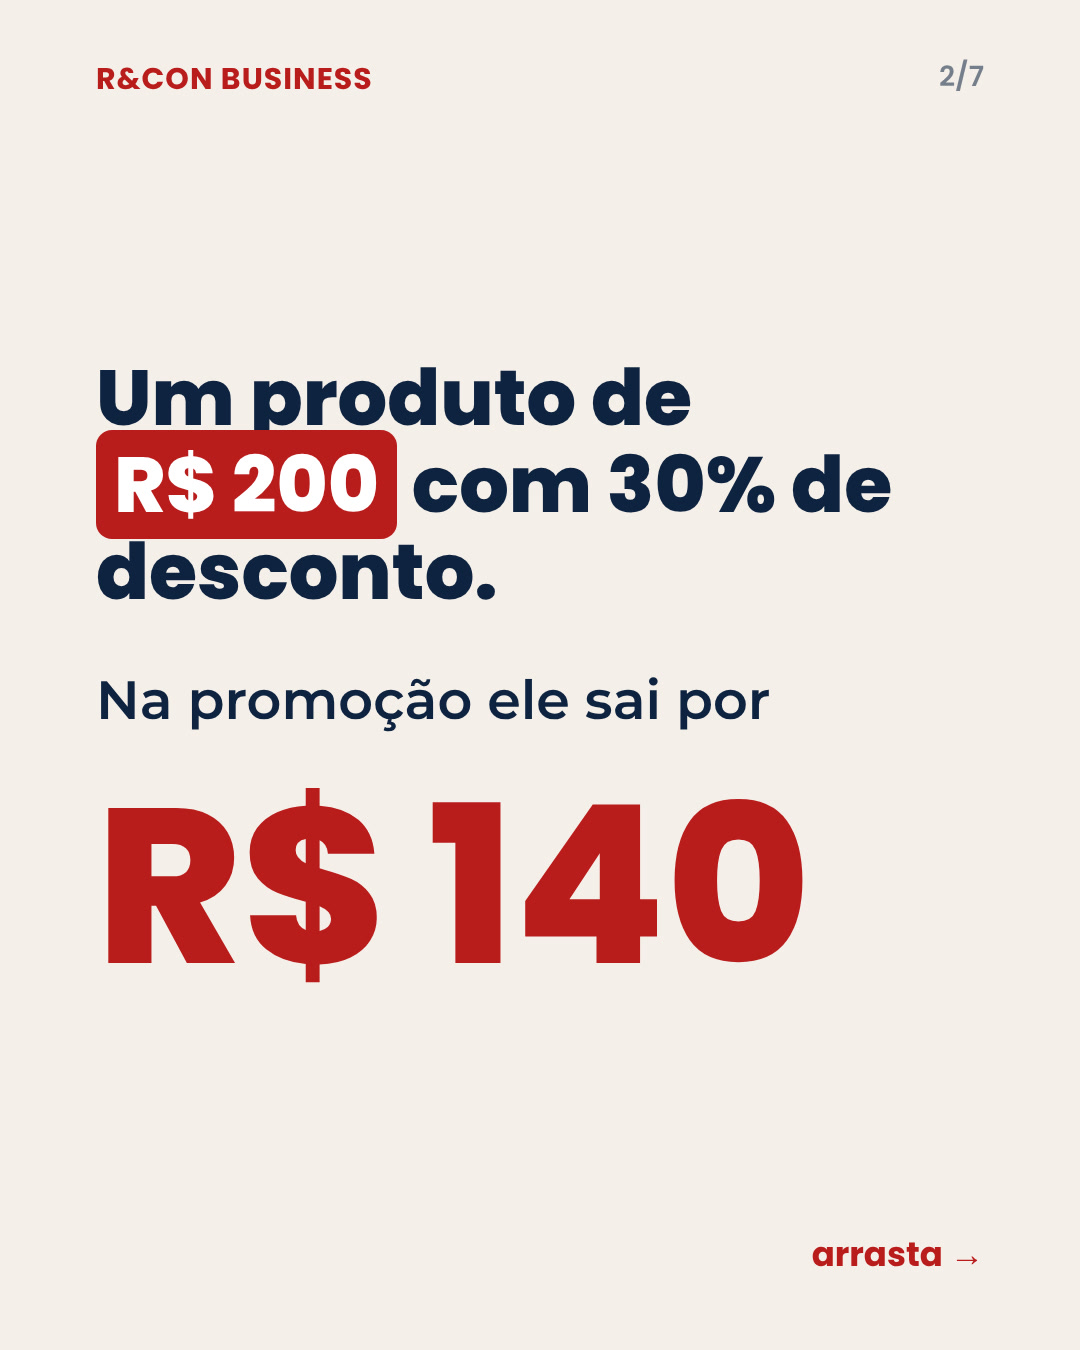 R&CON BUSINESS
2/7
Um produto de
R$ 200 com 30% de
desconto.
Na promoção ele sai por
R$ 140
arrasta →